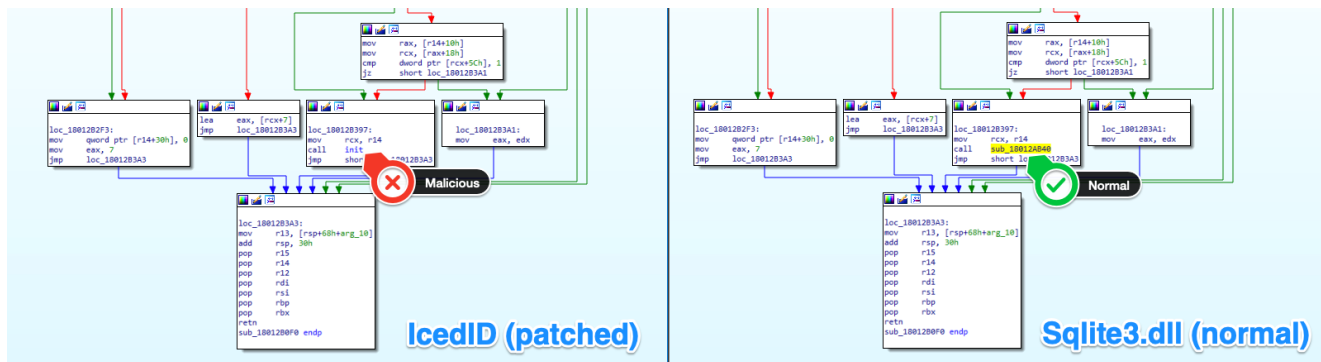 mov     rax, [r14+10h]
mov     rcx, [rax+18h]
cmp     dword ptr [rcx+5Ch], 1
jz      short loc_18012B3A1
loc_18012B2F3:
mov     qword ptr [r14+30h], 0
mov     eax, 7
jmp     loc_18012B3A3
lea     eax, [rcx+7]
jmp     loc_18012B3A3
loc_18012B397:
mov     rcx, r14
call    init
jmp     shor 18012B3A3
loc_18012B3A1:
mov     eax, edx
Malicious
loc_18012B3A3:
mov     r13, [rsp+68h+arg_10]
add     rsp, 30h
pop     r15
pop     r14
pop     r12
pop     rdi
pop     rsi
pop     rbp
pop     rbx
retn
sub_18012B0F0 endp
IcedID (patched)
mov     rax, [r14+10h]
mov     rcx, [rax+18h]
cmp     dword ptr [rcx+5Ch], 1
jz      short loc_18012B3A1
loc_18012B2F3:
mov     qword ptr [r14+30h], 0
mov     eax, 7
jmp     loc_18012B3A3
lea     eax, [rcx+7]
jmp     loc_18012B3A3
loc_18012B397:
mov     rcx, r14
call    sub_18012AB40
jmp     short lo 18012B3A3
loc_18012B3A1:
mov     eax, edx
Normal
loc_18012B3A3:
mov     r13, [rsp+68h+arg_10]
add     rsp, 30h
pop     r15
pop     r14
pop     r12
pop     rdi
pop     rsi
pop     rbp
pop     rbx
retn
sub_18012B0F0 endp
Sqlite3.dll (normal)